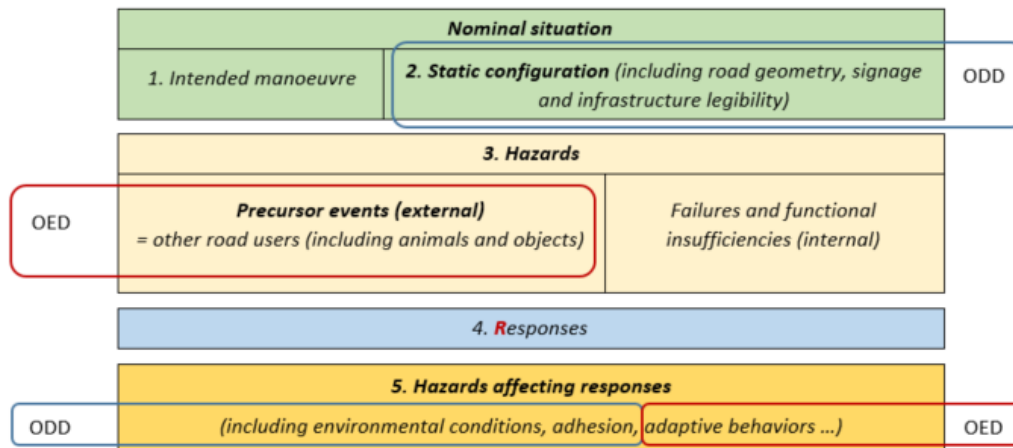 Nominal situation
1. Intended manoeuvre
2. Static configuration (including road geometry, signage
and infrastructure legibility)
ODD
3. Hazards
OED
Precursor events (external)
= other road users (including animals and objects)
Failures and functional
insufficiencies (internal)
4. Responses
5. Hazards affecting responses
ODD
(including environmental conditions, adhesion, adaptive behaviors ...)
OED